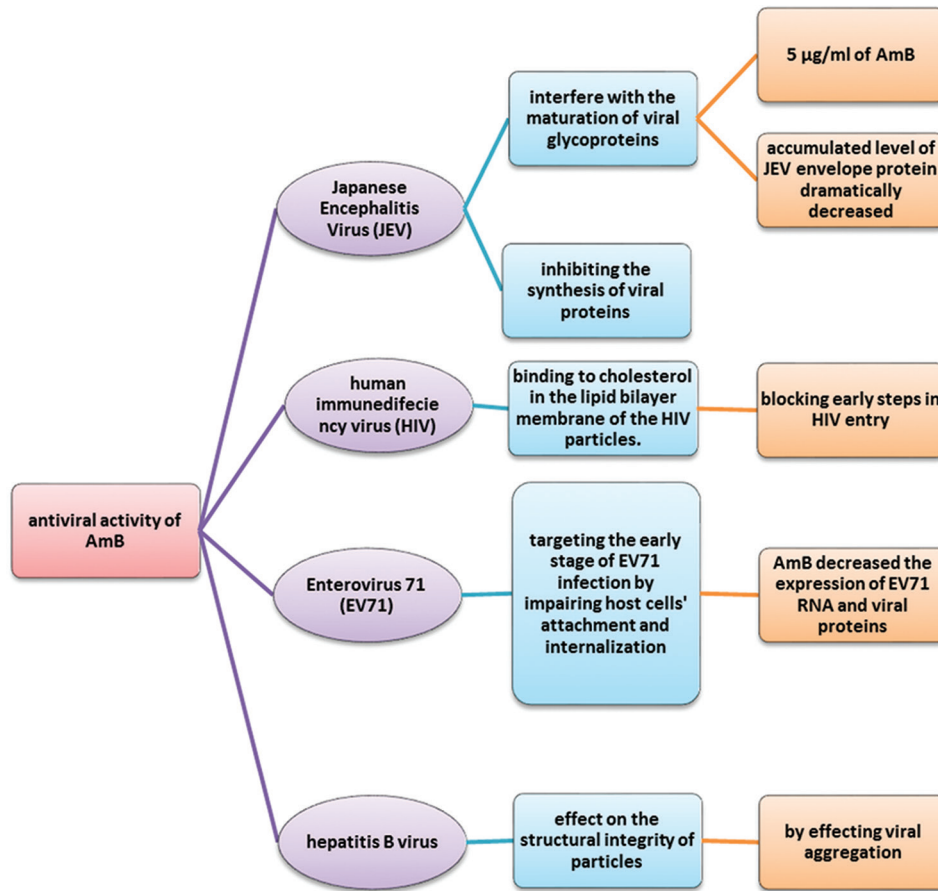 antiviral activity of
AmB
Japanese
Encephalitis
Virus (JEV)
interfere with the
maturation of viral
glycoproteins
5 µg/ml of AmB
accumulated level of
JEV envelope protein
dramatically
decreased
inhibiting the
synthesis of viral
proteins
human
immunedifecie
ncy virus (HIV)
binding to cholesterol
in the lipid bilayer
membrane of the HIV
particles.
blocking early steps in
HIV entry
Enterovirus 71
(EV71)
targeting the early
stage of EV71
infection by
impairing host cells'
attachment and
internalization
AmB decreased the
expression of EV71
RNA and viral
proteins
hepatitis B virus
effect on the
structural integrity of
particles
by effecting viral
aggregation